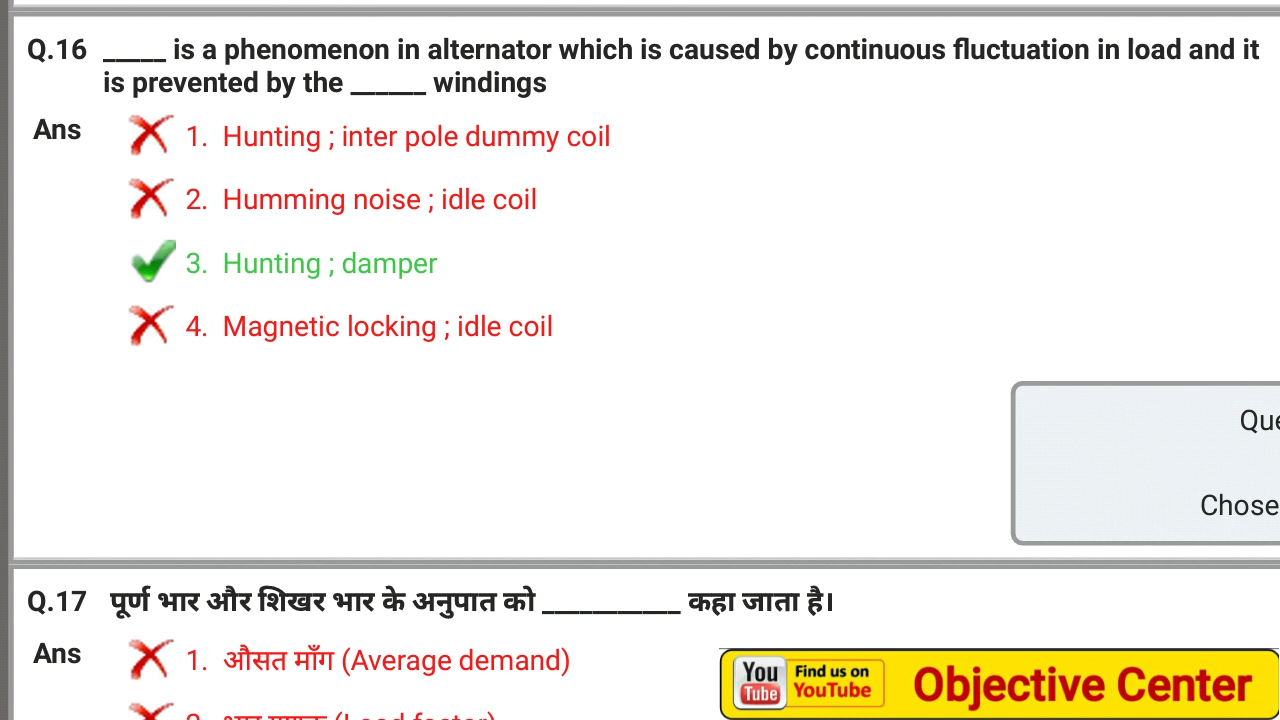 Q.16 _____ is a phenomenon in alternator which is caused by continuous fluctuation in load and it
is prevented by the ______ windings
Ans 1. Hunting ; inter pole dummy coil
2. Humming noise ; idle coil
3. Hunting ; damper
4. Magnetic locking ; idle coil
Chose
Q.17 पूर्ण भार और शिखर भार के अनुपात को ___________ कहा जाता है।
Ans 1. औसत माँग (Average demand)
You Tube Find us on YouTube Objective Center